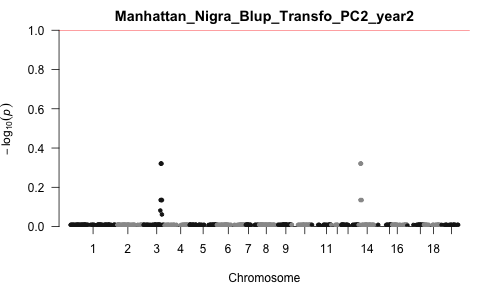 Manhattan_Nigra_Blup_Transfo_PC2_year2
1.0
0.8
0.6
0.4
0.2
0.0
− log₁₀(p)
1 2 3 4 5 6 7 8 9 11 14 16 18
Chromosome